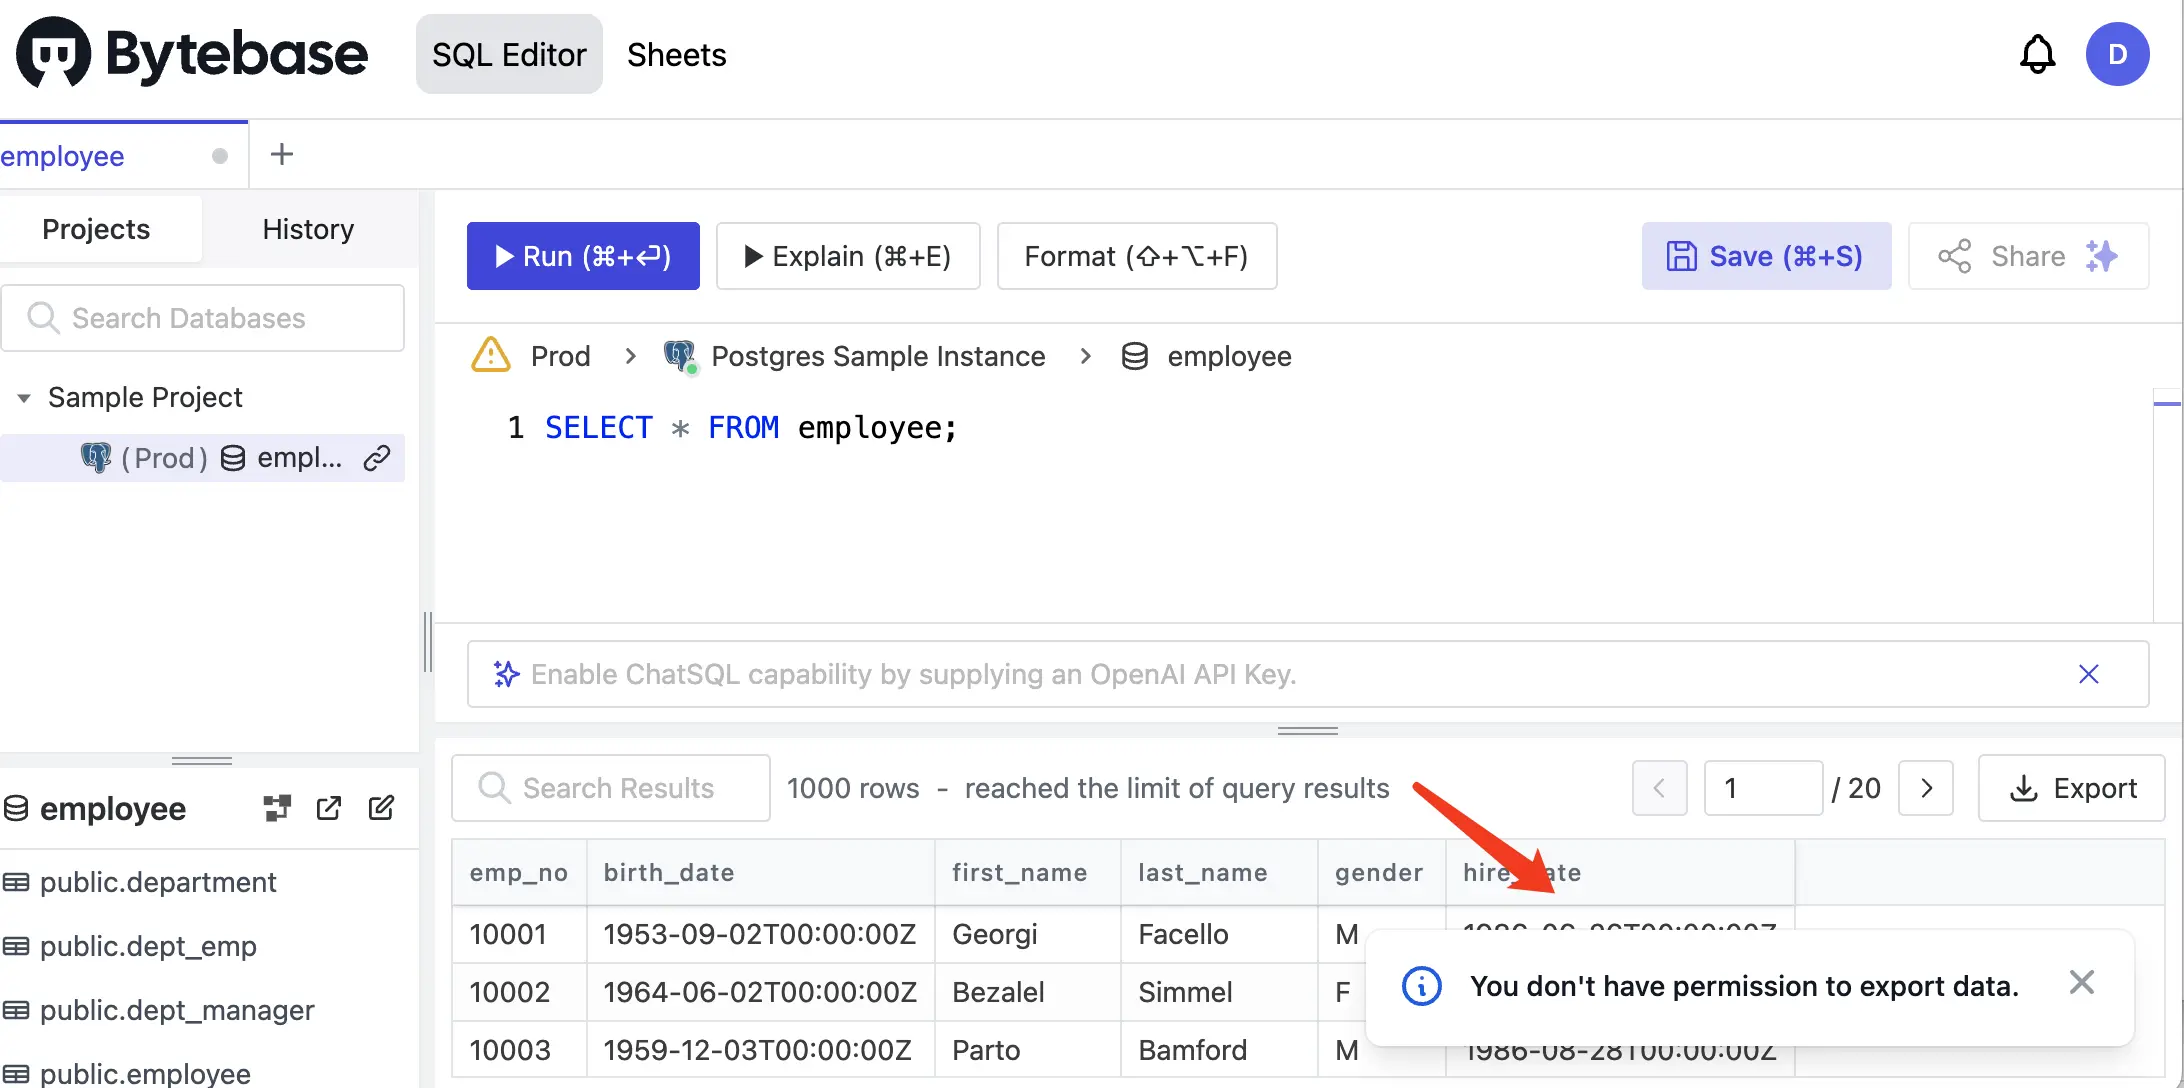 Bytebase SQL Editor Sheets D
employee
Projects History
Run (⌘+⏎) Explain (⌘+E) Format (⇧+⌥+F) Save (⌘+S) Share
Search Databases
Prod > Postgres Sample Instance > employee
Sample Project
1 SELECT * FROM employee;
(Prod) empl...
Enable ChatSQL capability by supplying an OpenAI API Key.
Search Results 1000 rows - reached the limit of query results 1 / 20 Export
employee
emp_no birth_date first_name last_name gender
public.department
10001 1953-09-02T00:00:00Z Georgi Facello M
public.dept_emp
10002 1964-06-02T00:00:00Z Bezalel Simmel F
You don't have permission to export data.
public.dept_manager
10003 1959-12-03T00:00:00Z Parto Bamford M 1986-08-28T00:00:00Z
public.employee